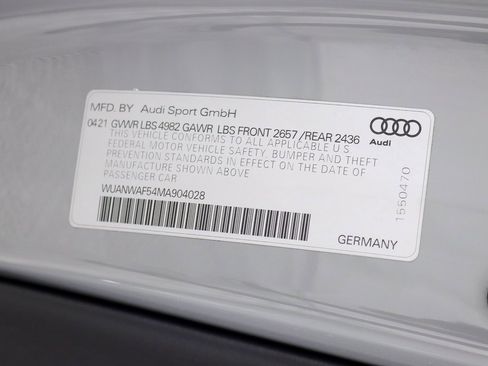 MFD. BY Audi Sport GmbH
0421 GVWR LBS 4982 GAWR LBS FRONT 2657 /REAR 2436
THIS VEHICLE CONFORMS TO ALL APPLICABLE U S
FEDERAL MOTOR VEHICLE SAFETY, BUMPER AND THEFT
PREVENTION STANDARDS IN EFFECT ON THE DATE OF
MANUFACTURE SHOWN ABOVE
PASSENGER CAR
WUANWAF54MA904028
Audi
1550470
GERMANY